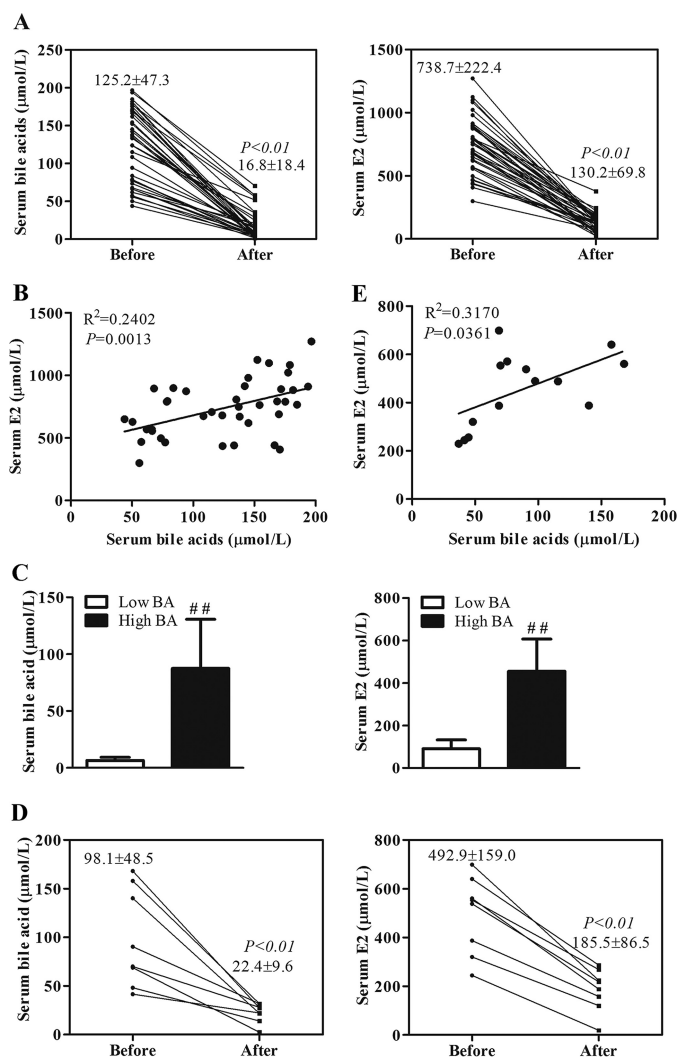 A
Serum bile acids (μmol/L)
250
200
150
100
50
0
125.2±47.3
P<0.01
16.8±18.4
Before
After
Serum E2 (μmol/L)
1500
1000
500
0
738.7±222.4
P<0.01
130.2±69.8
Before
After
B
Serum E2 (μmol/L)
1500
1000
500
0
R²=0.2402
P=0.0013
0
50
100
150
200
Serum bile acids (μmol/L)
E
Serum E2 (μmol/L)
800
600
400
200
0
R²=0.3170
P=0.0361
0
50
100
150
200
Serum bile acids (μmol/L)
C
Serum bile acid (μmol/L)
150
100
50
0
Low BA
High BA
##
Serum E2 (μmol/L)
800
600
400
200
0
Low BA
High BA
##
D
Serum bile acid (μmol/L)
200
150
100
50
0
98.1±48.5
P<0.01
22.4±9.6
Before
After
Serum E2 (μmol/L)
800
600
400
200
0
492.9±159.0
P<0.01
185.5±86.5
Before
After